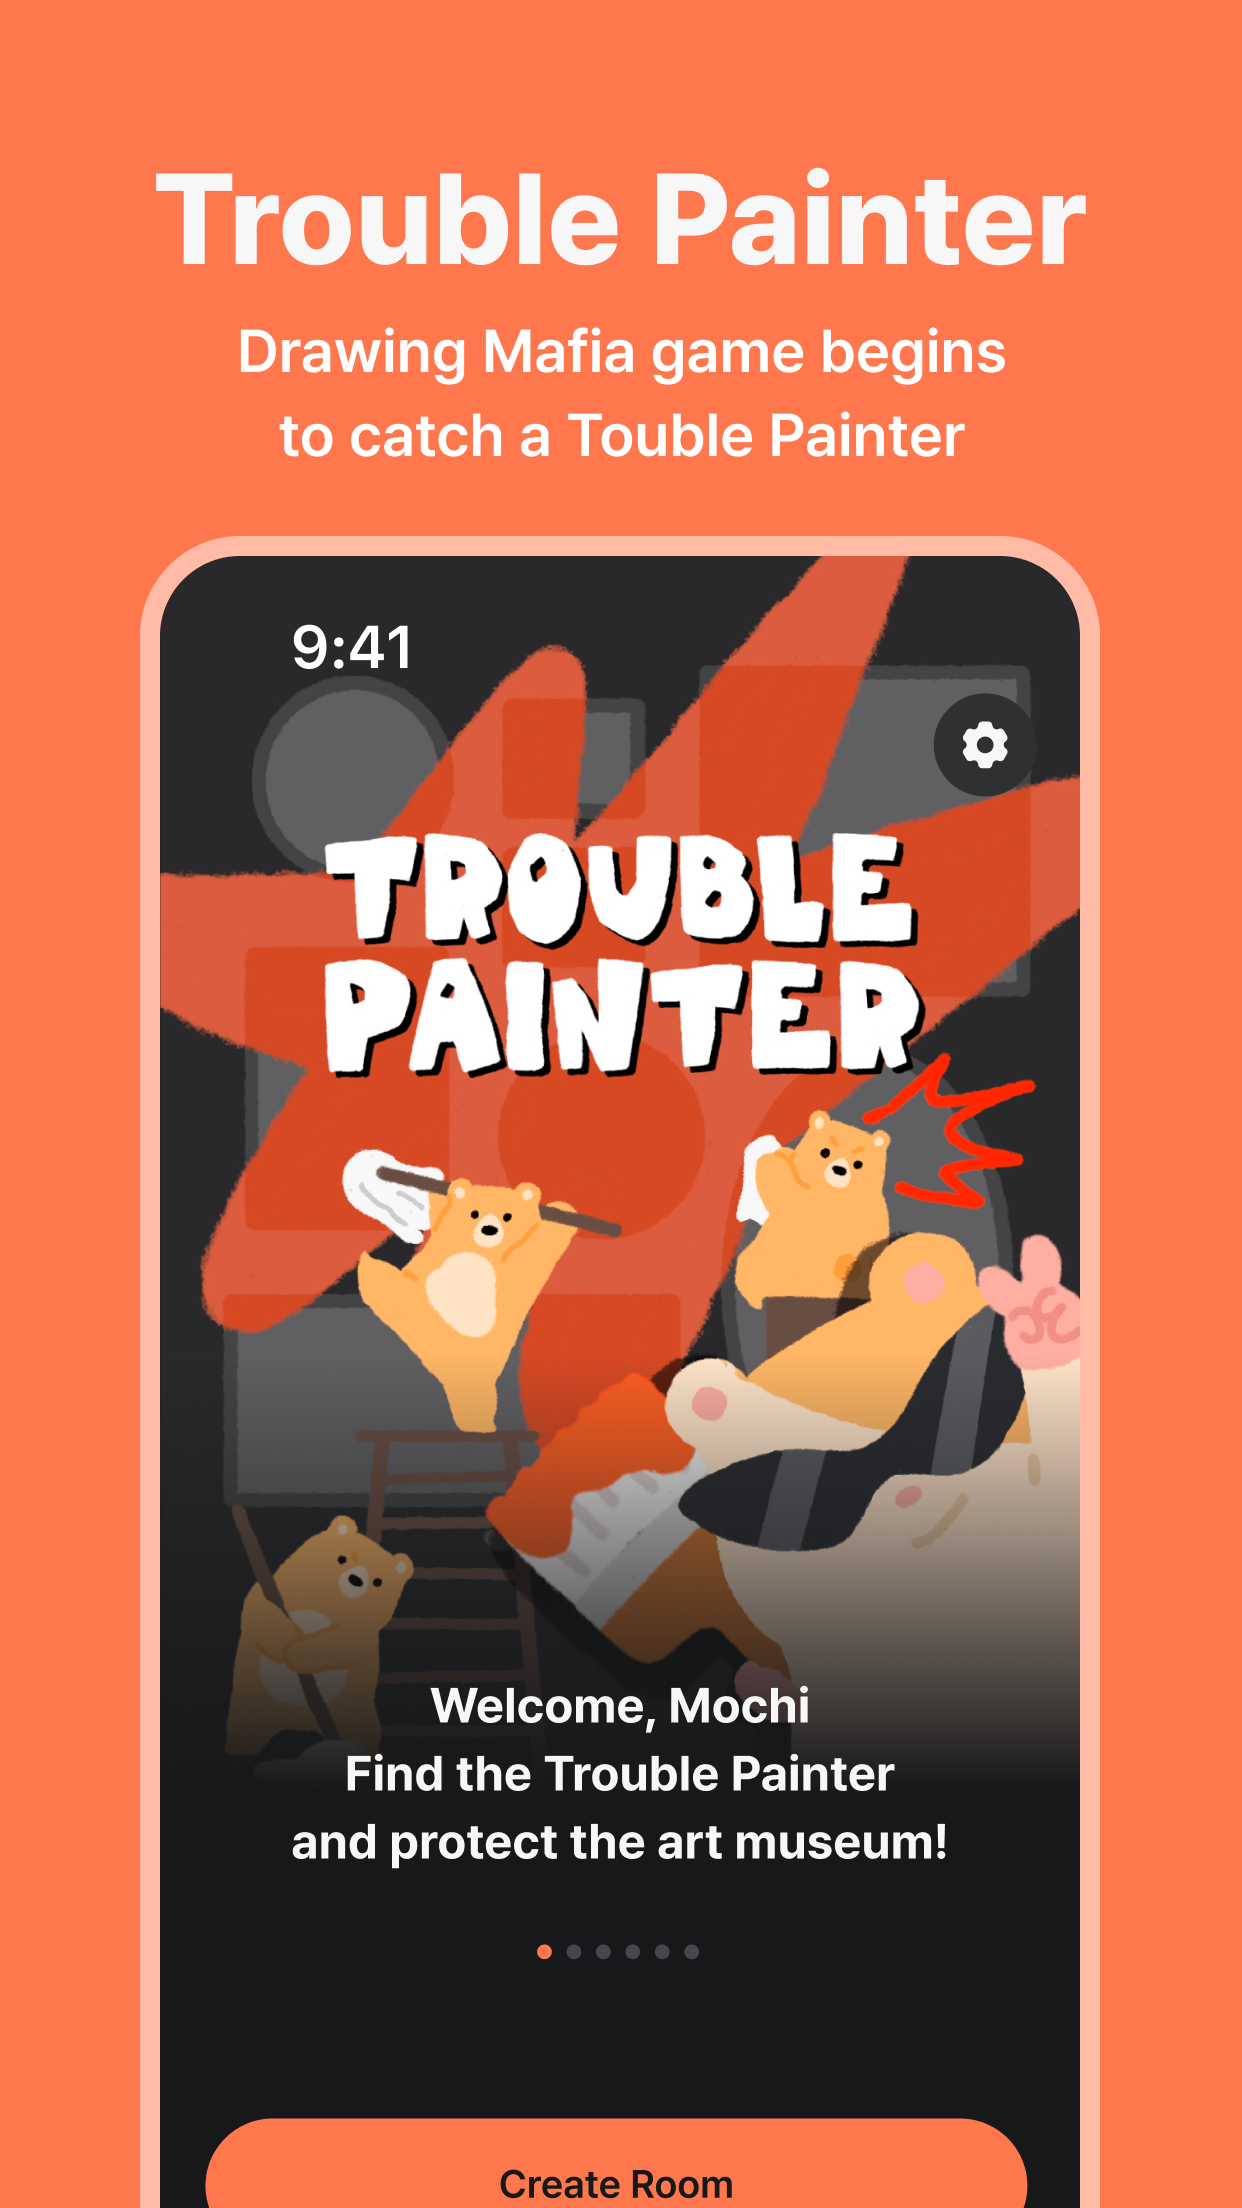 Trouble Painter
Drawing Mafia game begins
to catch a Touble Painter
9:41
TROUBLE
PAINTER
Welcome, Mochi
Find the Trouble Painter
and protect the art museum!
Create Room